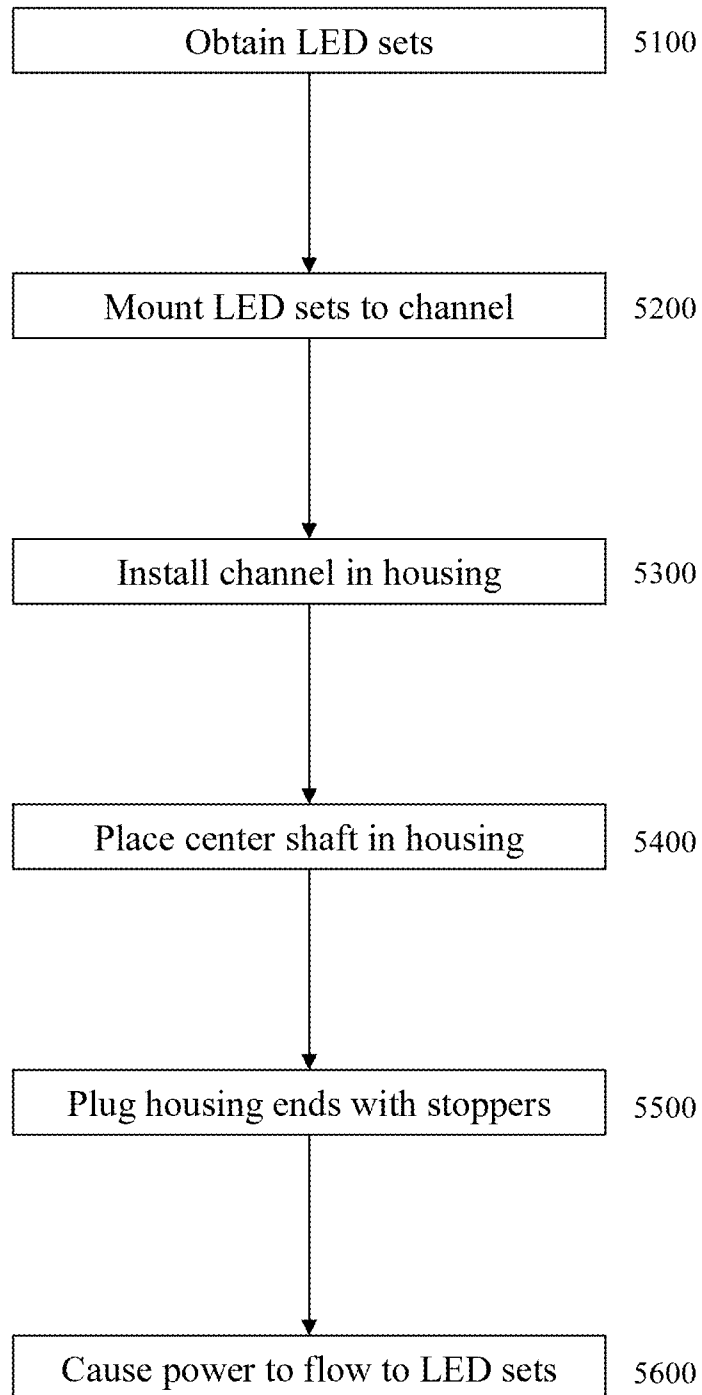 Obtain LED sets 5100
Mount LED sets to channel 5200
Install channel in housing 5300
Place center shaft in housing 5400
Plug housing ends with stoppers 5500
Cause power to flow to LED sets 5600